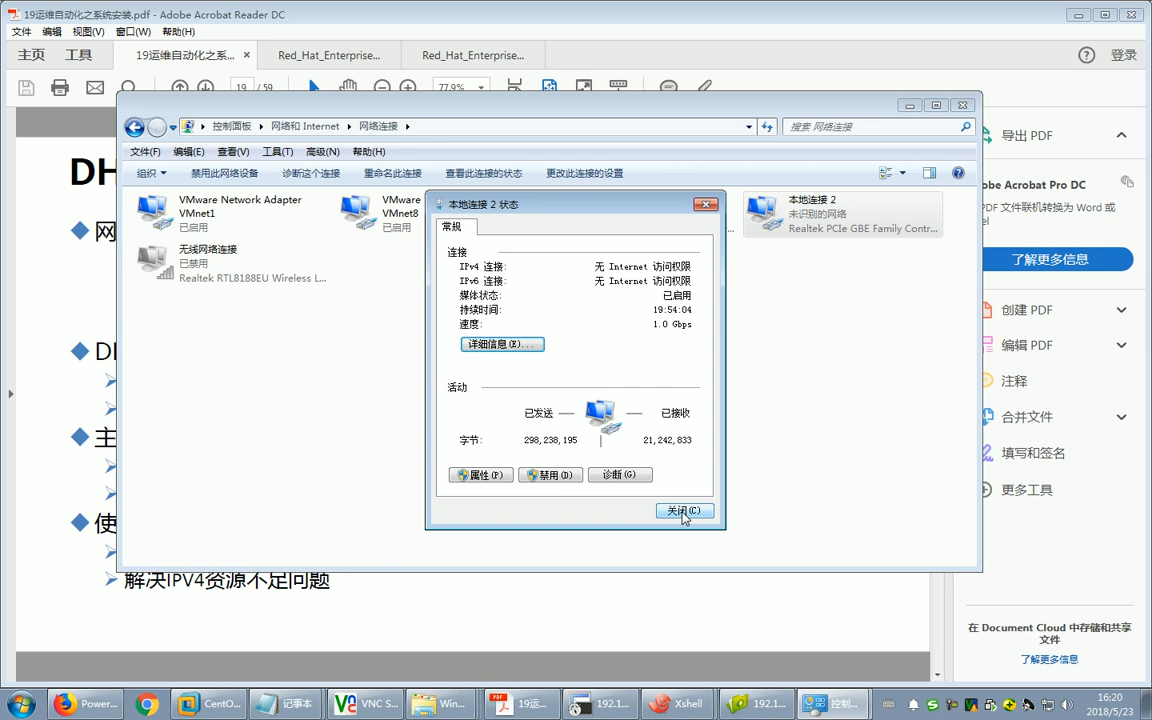 19运维自动化之系统安装.pdf - Adobe Acrobat Reader DC
文件 编辑 视图(V) 窗口(W) 帮助(H)
主页 工具 19运维自动化之系... × Red_Hat_Enterprise... Red_Hat_Enterprise... 登录
19 / 59 77.9%
控制面板 网络和 Internet 网络连接 搜索 网络连接
文件(F) 编辑(E) 查看(V) 工具(T) 高级(N) 帮助(H)
组织 禁用此网络设备 诊断这个连接 重命名此连接 查看此连接的状态 更改此连接的设置
VMware Network Adapter
VMnet1
已启用
VMware
VMnet8
已启用
本地连接 2
未识别的网络
Realtek PCIe GBE Family Contr...
无线网络连接
已禁用
Realtek RTL8188EU Wireless L...
本地连接 2 状态
常规
连接
IPv4 连接: 无 Internet 访问权限
IPv6 连接: 无 Internet 访问权限
媒体状态: 已启用
持续时间: 19:54:04
速度: 1.0 Gbps
详细信息(E)...
活动
已发送 — — 已接收
字节: 298,238,195 21,242,833
属性(P) 禁用(D) 诊断(G)
关闭(C)
DH
网
DI
主
使
解决IPV4资源不足问题
导出 PDF
obe Acrobat Pro DC
PDF 文件联机转换为 Word 或
el
了解更多信息
创建 PDF
编辑 PDF
注释
合并文件
填写和签名
更多工具
在 Document Cloud 中存储和共享
文件
了解更多信息
Power... CentO... 记事本 VNC S... Win... 19运... 192.1... Xshell 192.1... 控制...
16:20
2018/5/23